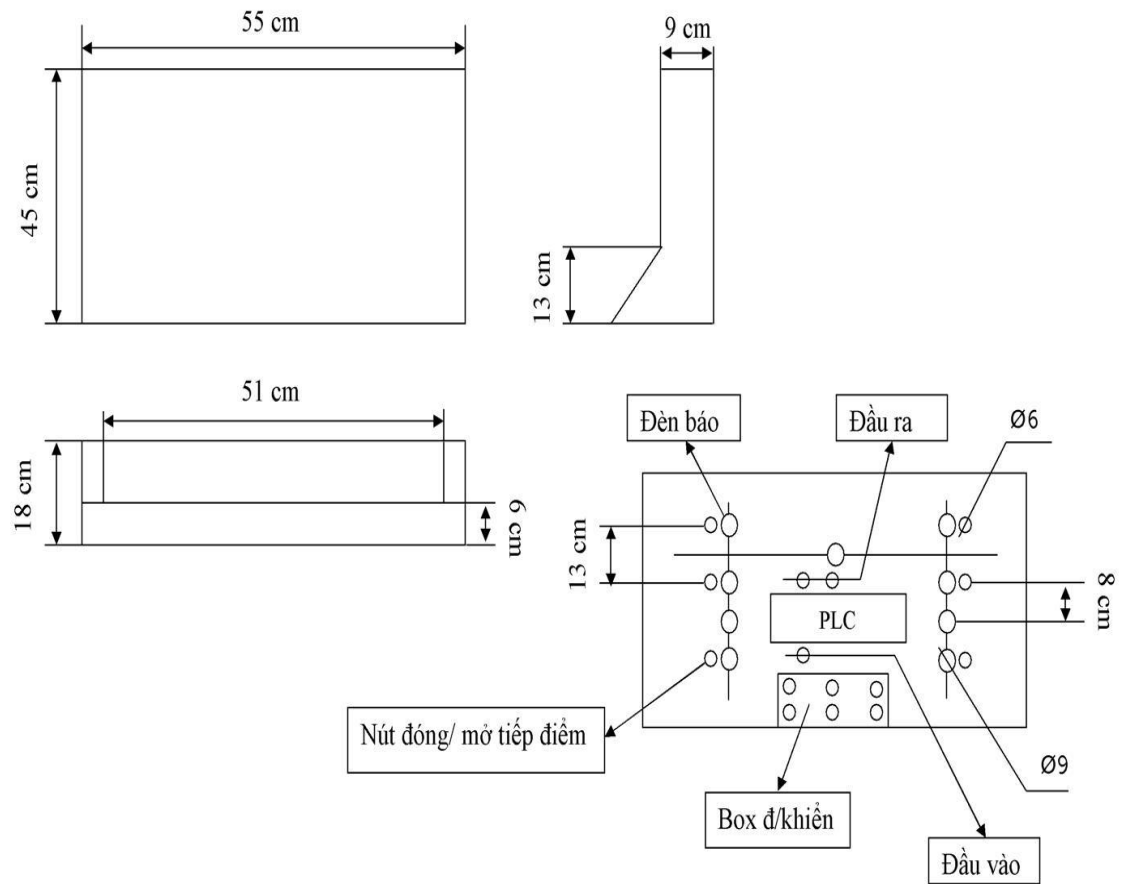 55 cm
9 cm
45 cm
13 cm
51 cm
18 cm
6 cm
Đèn báo
Đầu ra
Ø6
13 cm
8 cm
PLC
Nút đóng/ mở tiếp điểm
Ø9
Box đ/khiển
Đầu vào